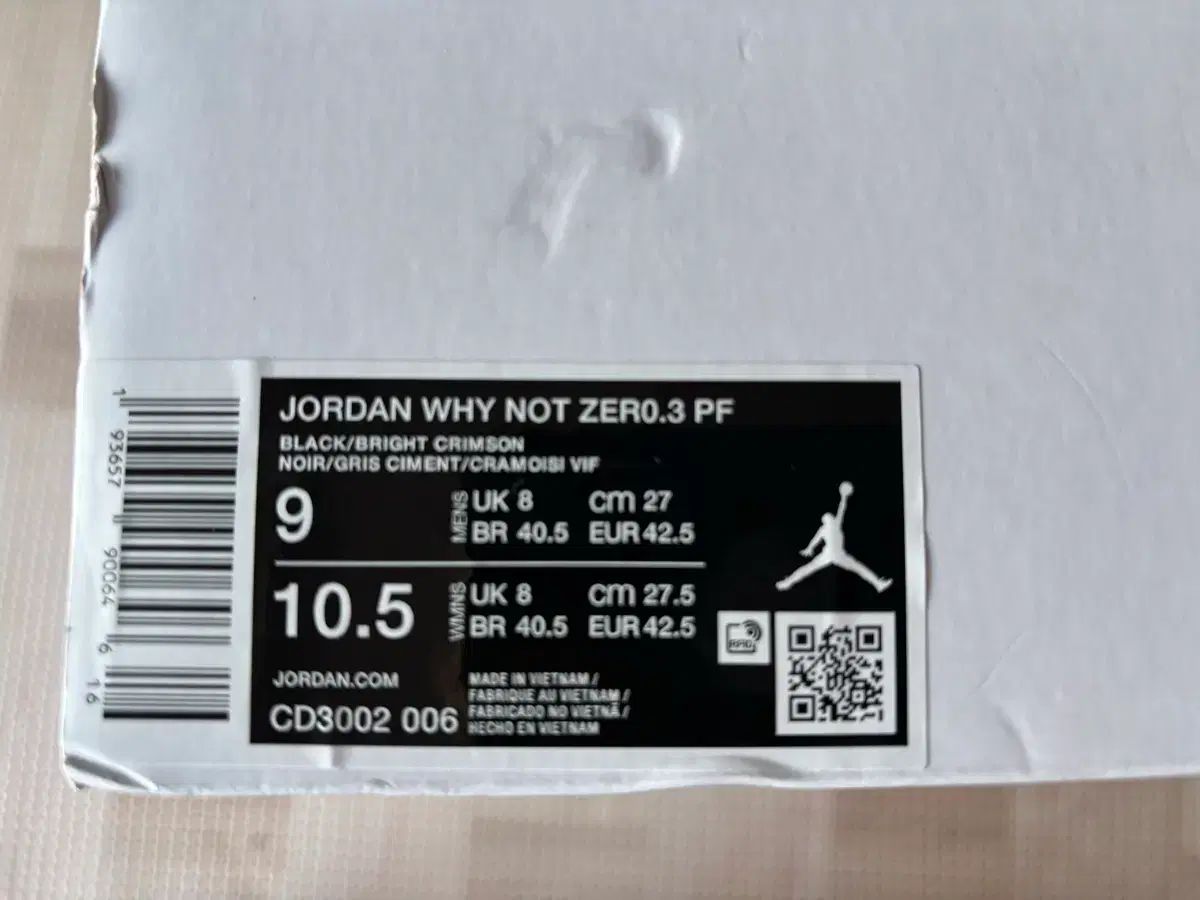 JORDAN WHY NOT ZER0.3 PF
BLACK/BRIGHT CRIMSON
NOIR/GRIS CIMENT/CRAMOISI VIF
9
MENS
UK 8 cm 27
BR 40.5 EUR 42.5
10.5
WMNS
UK 8 cm 27.5
BR 40.5 EUR 42.5
JORDAN.COM
CD3002 006
MADE IN VIETNAM /
FABRIQUE AU VIETNAM /
FABRICADO NO VIETNÃ /
HECHO EN VIETNAM
RFID
1 93657 90064 6 16